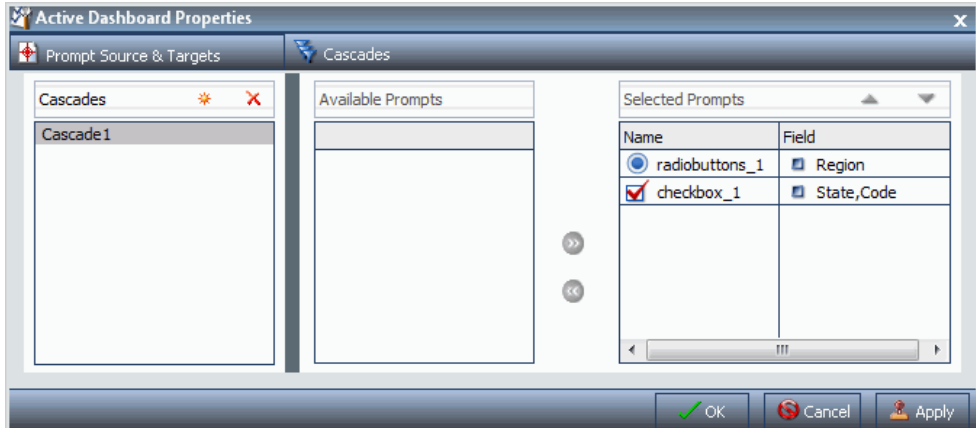 Active Dashboard Properties
Prompt Source & Targets
Cascades
Cascades
Available Prompts
Selected Prompts
Cascade1
Name
Field
radiobuttons_1
Region
checkbox_1
State,Code
OK
Cancel
Apply